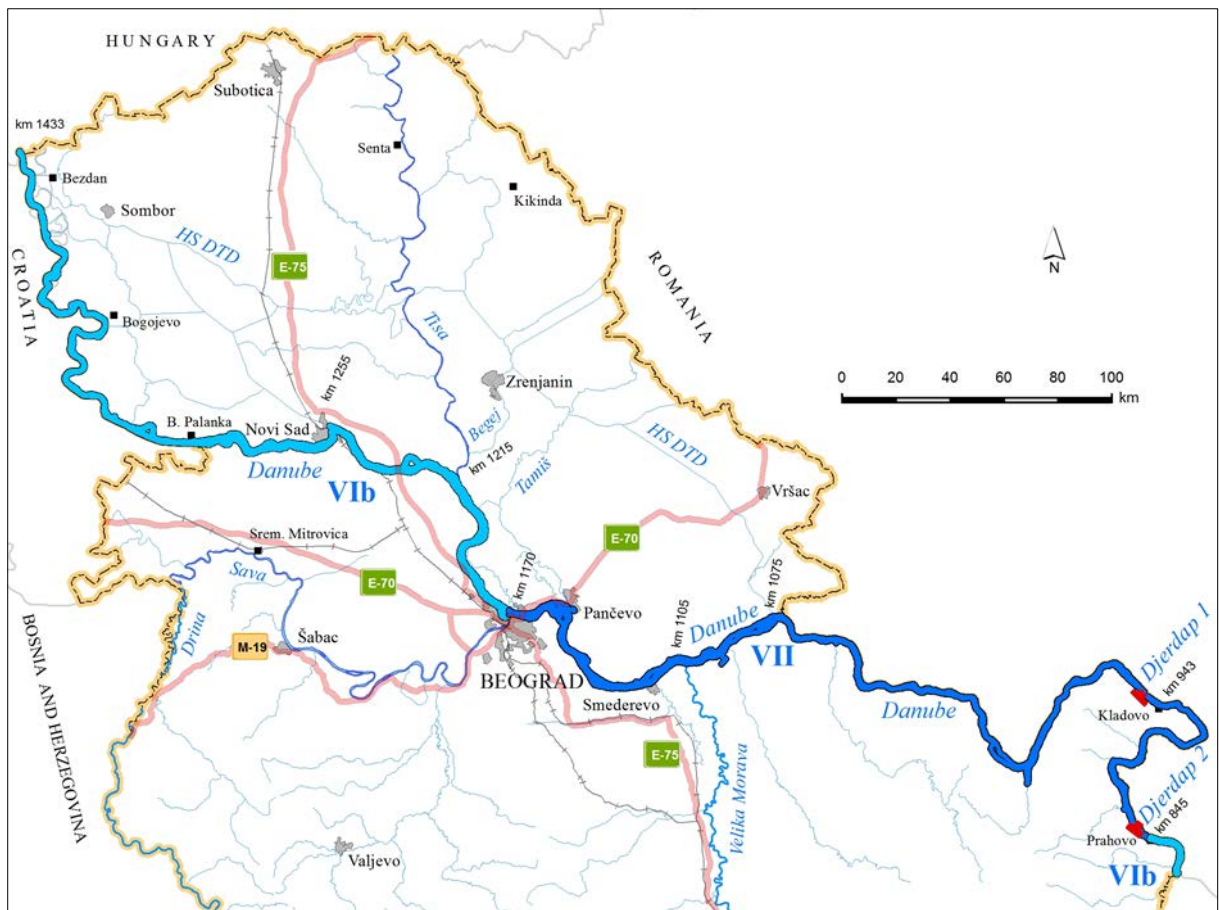 HUNGARY
Subotica
km 1433
Senta
Bezdan
Kikinda
Sombor
HS DTD
CROATIA
E-75
ROMANIA
N
Bogojevo
Tisa
0 20 40 60 80 100
km
Zrenjanin
km 1255
B. Palanka
Novi Sad
Begej
km 1215
HS DTD
Danube
VIb
Tamiš
Vršac
Srem. Mitrovica
E-70
Sava
E-70
km 1170
km 1075
Pančevo
km 1105
Danube
Drina
BOSNIA AND HERZEGOVINA
Šabac
M-19
VII
BEOGRAD
Djerdap 1
km 943
Smederevo
Danube
Kladovo
E-75
Velika Morava
Djerdap 2
km 845
Prahovo
Valjevo
VIb